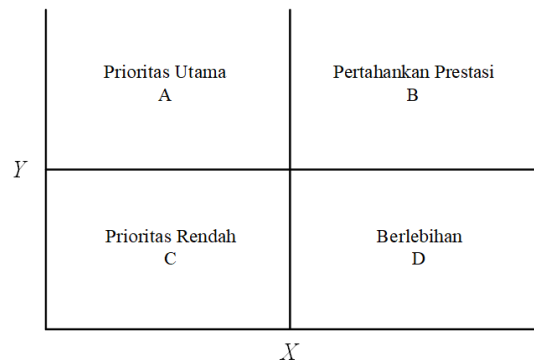 Prioritas Utama
A
Pertahankan Prestasi
B
Y
Prioritas Rendah
C
Berlebihan
D
X